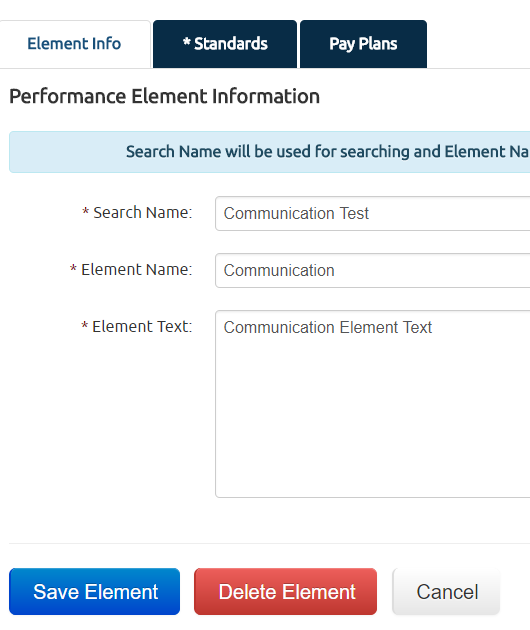 Element Info
* Standards
Pay Plans
Performance Element Information
Search Name will be used for searching and Element Na
* Search Name:
Communication Test
* Element Name:
Communication
* Element Text:
Communication Element Text
Save Element
Delete Element
Cancel